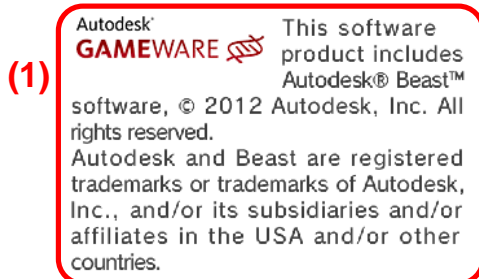 Autodesk®
GAMEWARE
This software
product includes
(1)
Autodesk® Beast™
software, © 2012 Autodesk, Inc. All
rights reserved.
Autodesk and Beast are registered
trademarks or trademarks of Autodesk,
Inc., and/or its subsidiaries and/or
affiliates in the USA and/or other
countries.